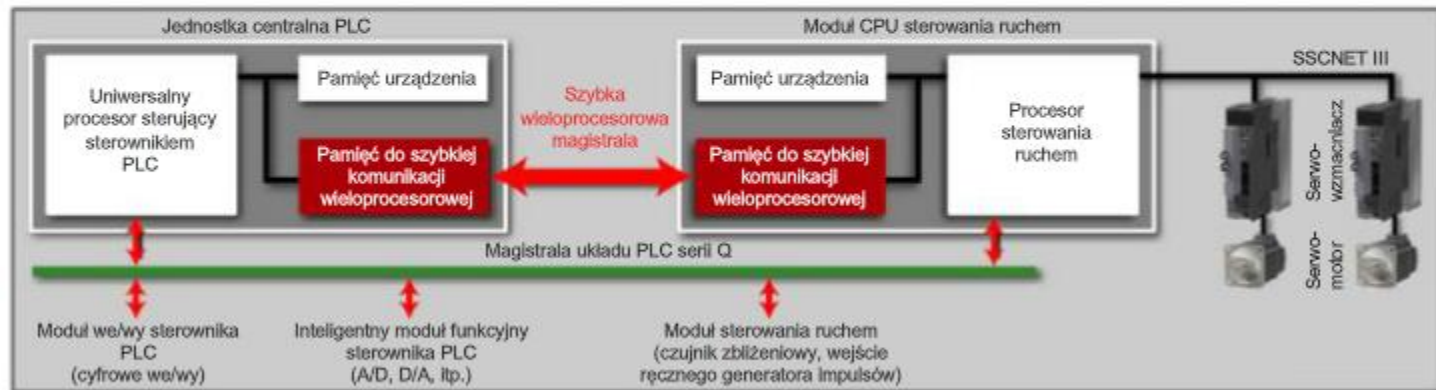 Jednostka centralna PLC
Moduł CPU sterowania ruchem
Uniwersalny
procesor sterujący
sterownikiem
PLC
Pamięć urządzenia
Pamięć do szybkiej
komunikacji
wieloprocesorowej
Szybka
wieloprocesorowa
magistrala
Pamięć urządzenia
Pamięć do szybkiej
komunikacji
wieloprocesorowej
Procesor
sterowania
ruchem
SSCNET III
Serwo-
wzmacniacz
Serwo-
motor
Magistrala układu PLC serii Q
Moduł we/wy sterownika
PLC
(cyfrowe we/wy)
Inteligentny moduł funkcyjny
sterownika PLC
(A/D, D/A, itp.)
Moduł sterowania ruchem
(czujnik zbliżeniowy, wejście
ręcznego generatora impulsów)